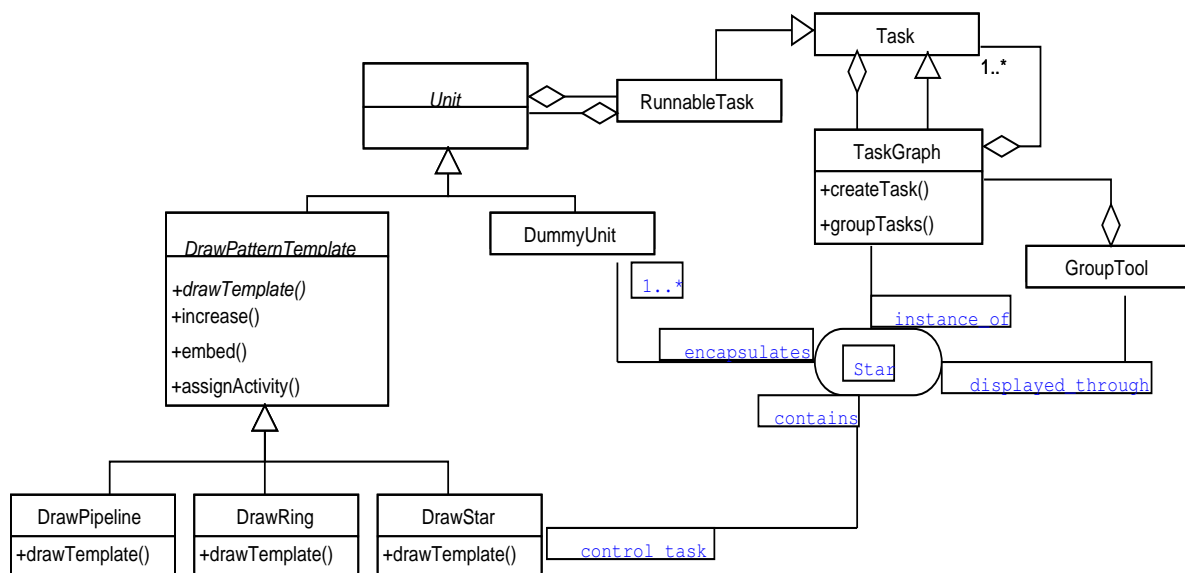 Task
1..*
Unit
RunnableTask
TaskGraph
+createTask()
+groupTasks()
DrawPatternTemplate
+drawTemplate()
+increase()
+embed()
+assignActivity()
DummyUnit
GroupTool
1..*
instance_of
encapsulates
Star
displayed_through
contains
DrawPipeline
+drawTemplate()
DrawRing
+drawTemplate()
DrawStar
+drawTemplate()
control_task